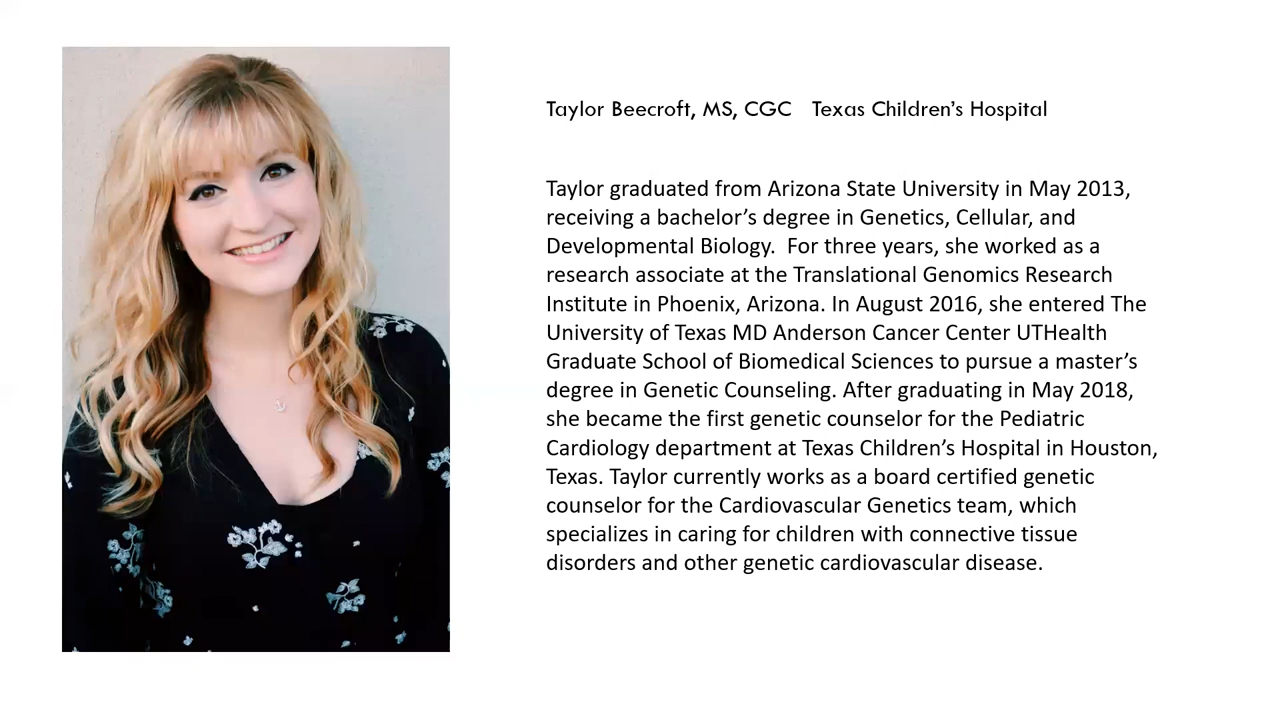 Taylor Beecroft, MS, CGC   Texas Children's Hospital
Taylor graduated from Arizona State University in May 2013,
receiving a bachelor's degree in Genetics, Cellular, and
Developmental Biology.  For three years, she worked as a
research associate at the Translational Genomics Research
Institute in Phoenix, Arizona. In August 2016, she entered The
University of Texas MD Anderson Cancer Center UTHealth
Graduate School of Biomedical Sciences to pursue a master's
degree in Genetic Counseling. After graduating in May 2018,
she became the first genetic counselor for the Pediatric
Cardiology department at Texas Children's Hospital in Houston,
Texas. Taylor currently works as a board certified genetic
counselor for the Cardiovascular Genetics team, which
specializes in caring for children with connective tissue
disorders and other genetic cardiovascular disease.